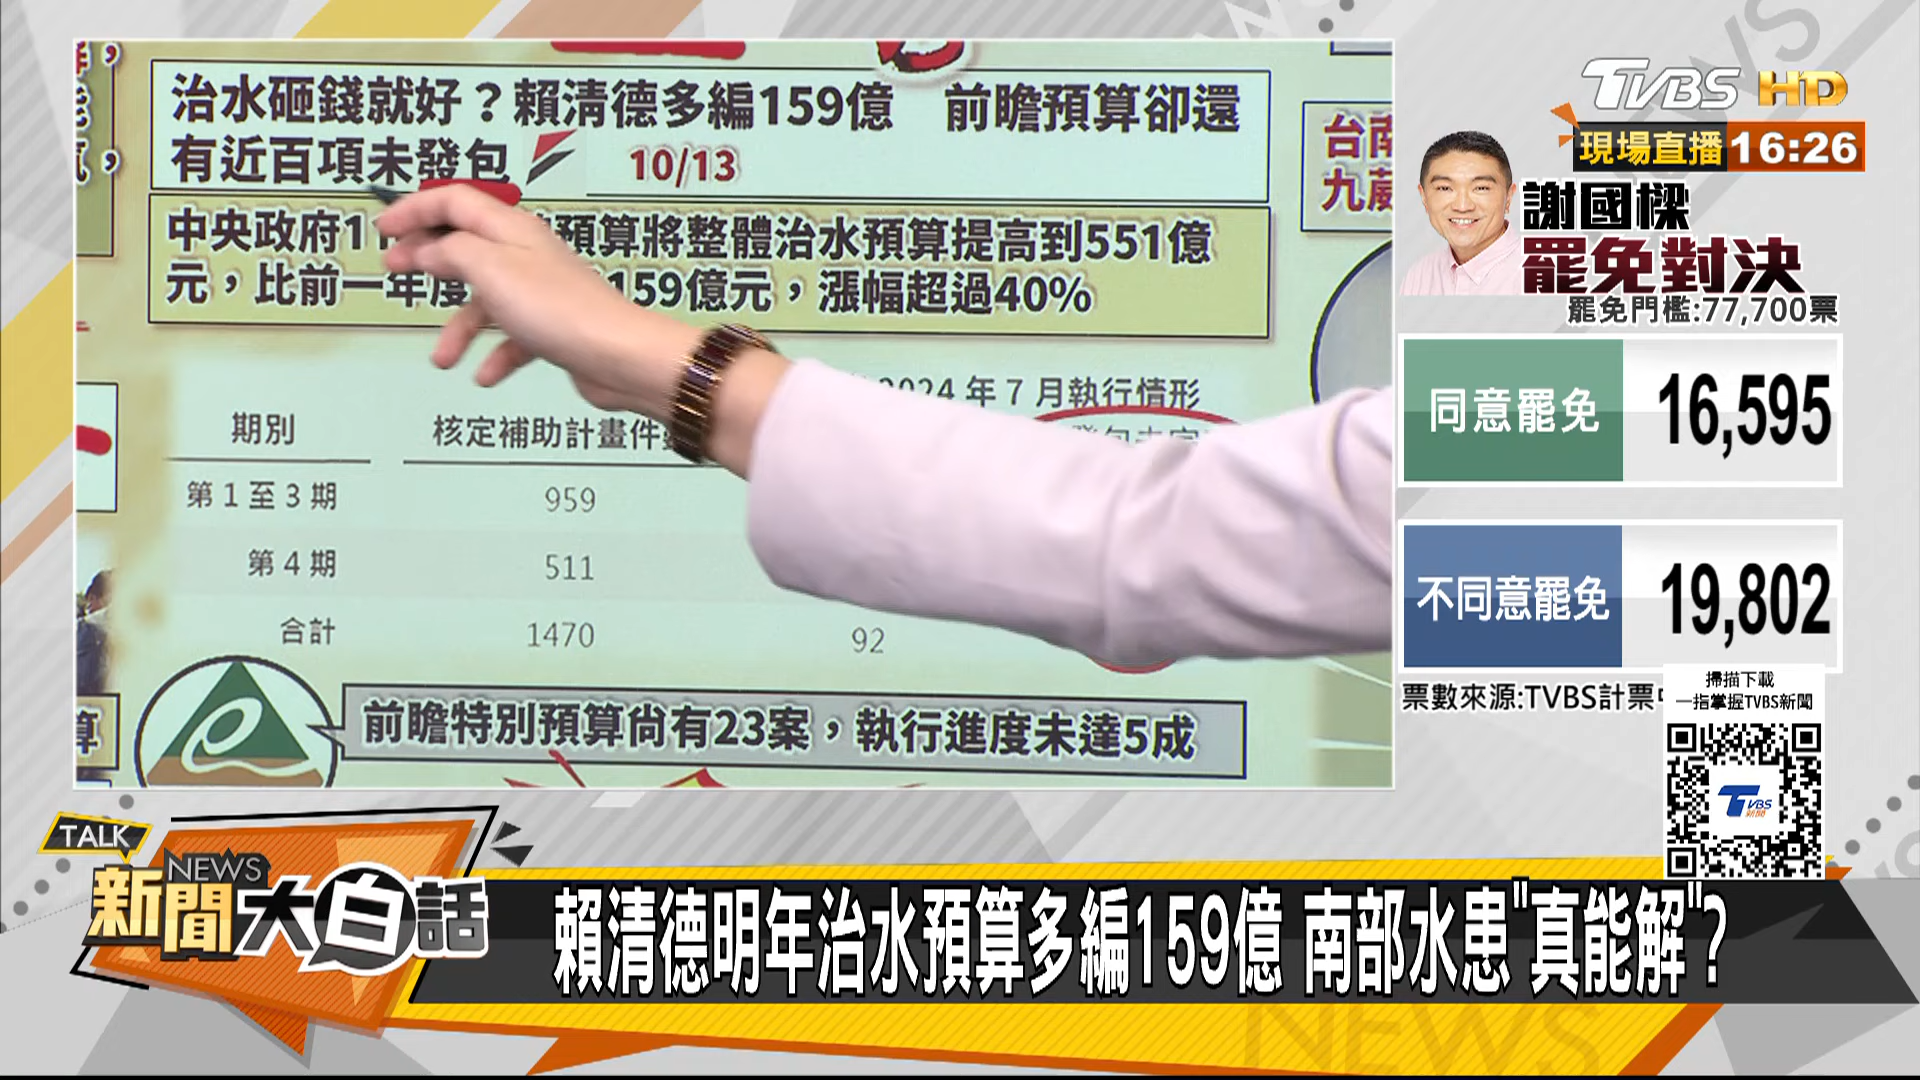 治水砸錢就好？賴清德多編159億 前瞻預算卻還
有近百項未發包 10/13
中央政府1 預算將整體治水預算提高到551億
元，比前一年度 159億元，漲幅超過40%
2024 年 7 月執行情形
期別 核定補助計畫件
第 1 至 3 期 959
第 4 期 511
合計 1470 92
前瞻特別預算尚有23案，執行進度未達5成
算
台南
九
TVBS HD
現場直播 16:26
謝國樑
罷免對決
罷免門檻:77,700票
同意罷免 16,595
不同意罷免 19,802
票數來源:TVBS計票
掃描下載
一指掌握TVBS新聞
TVBS
新聞
TALK
NEWS
新聞大白話
賴清德明年治水預算多編159億 南部水患"真能解"?
NEWS